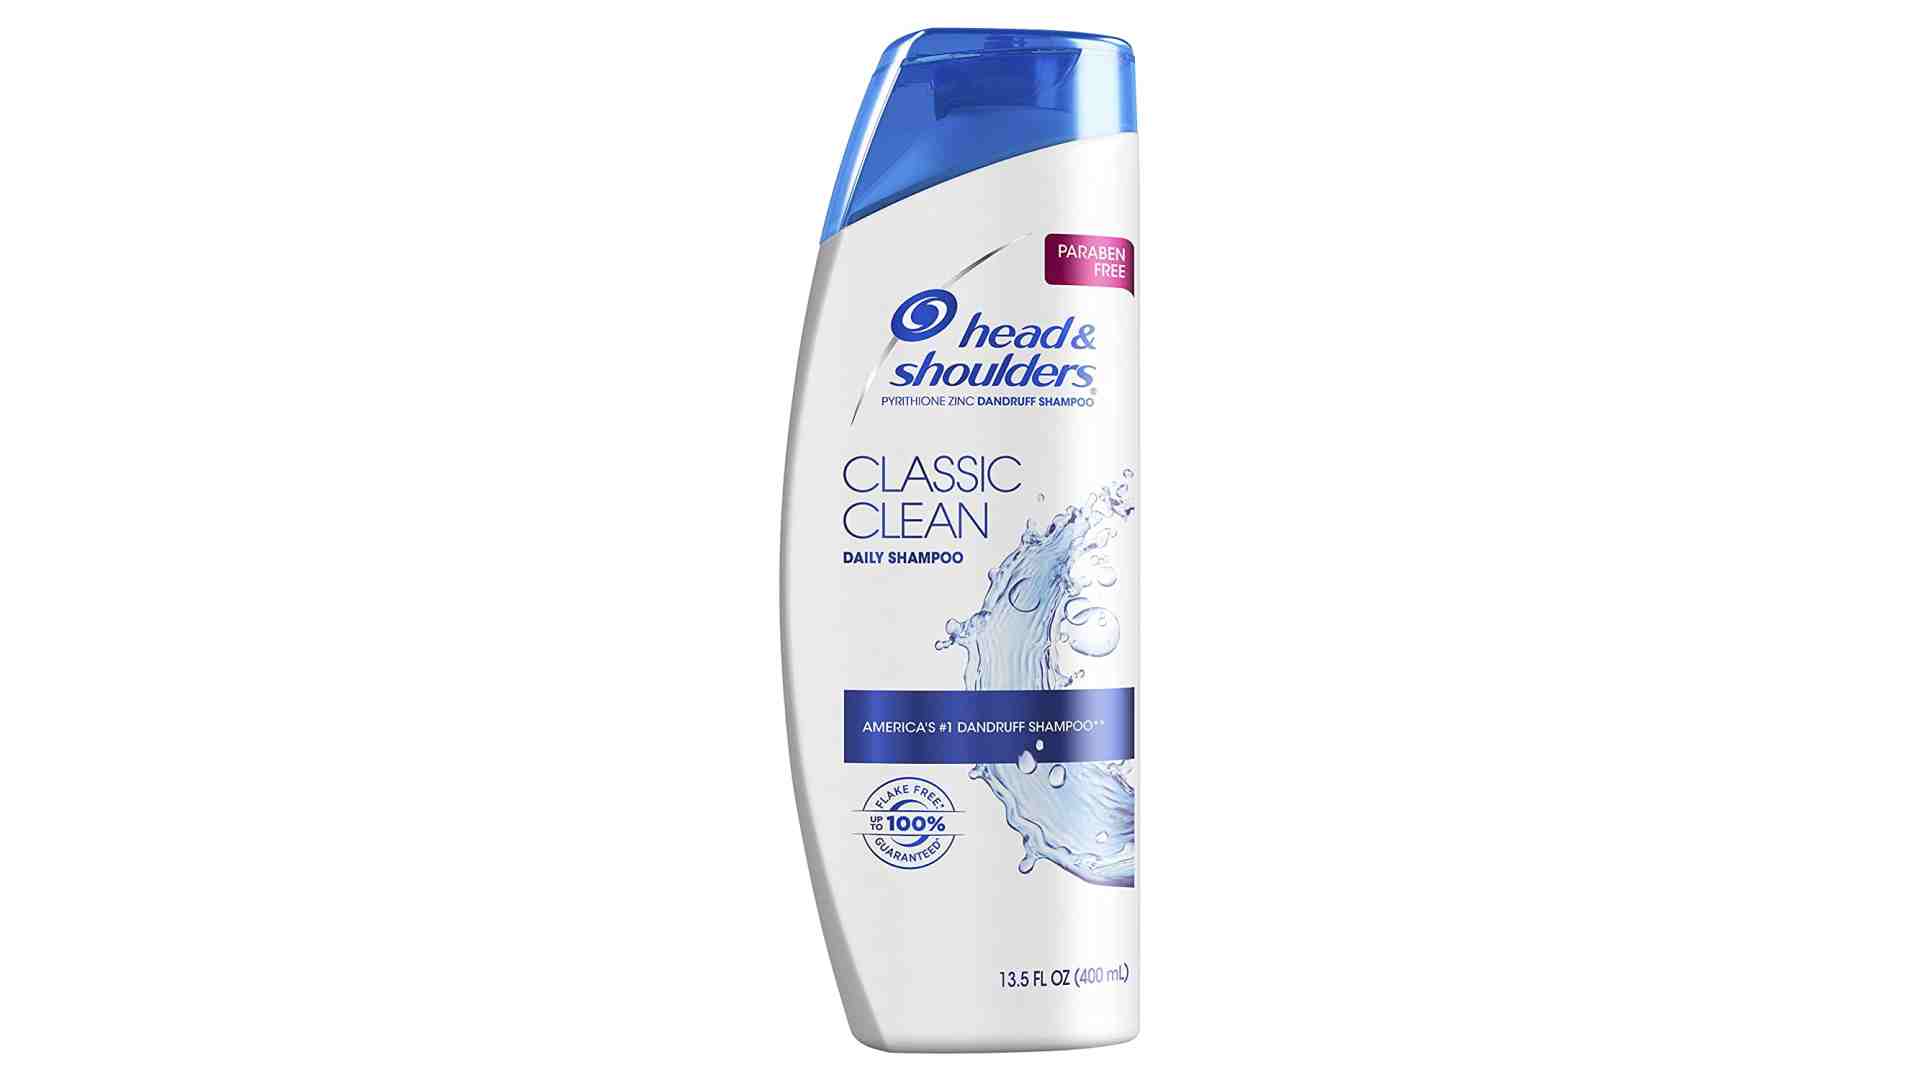 PARABEN
FREE
head &
shoulders®
PYRITHIONE ZINC DANDRUFF SHAMPOO
CLASSIC
CLEAN
DAILY SHAMPOO
AMERICA'S #1 DANDRUFF SHAMPOO**
FLAKE FREE*
UP TO 100%
GUARANTEED*
13.5 FL OZ (400 mL)